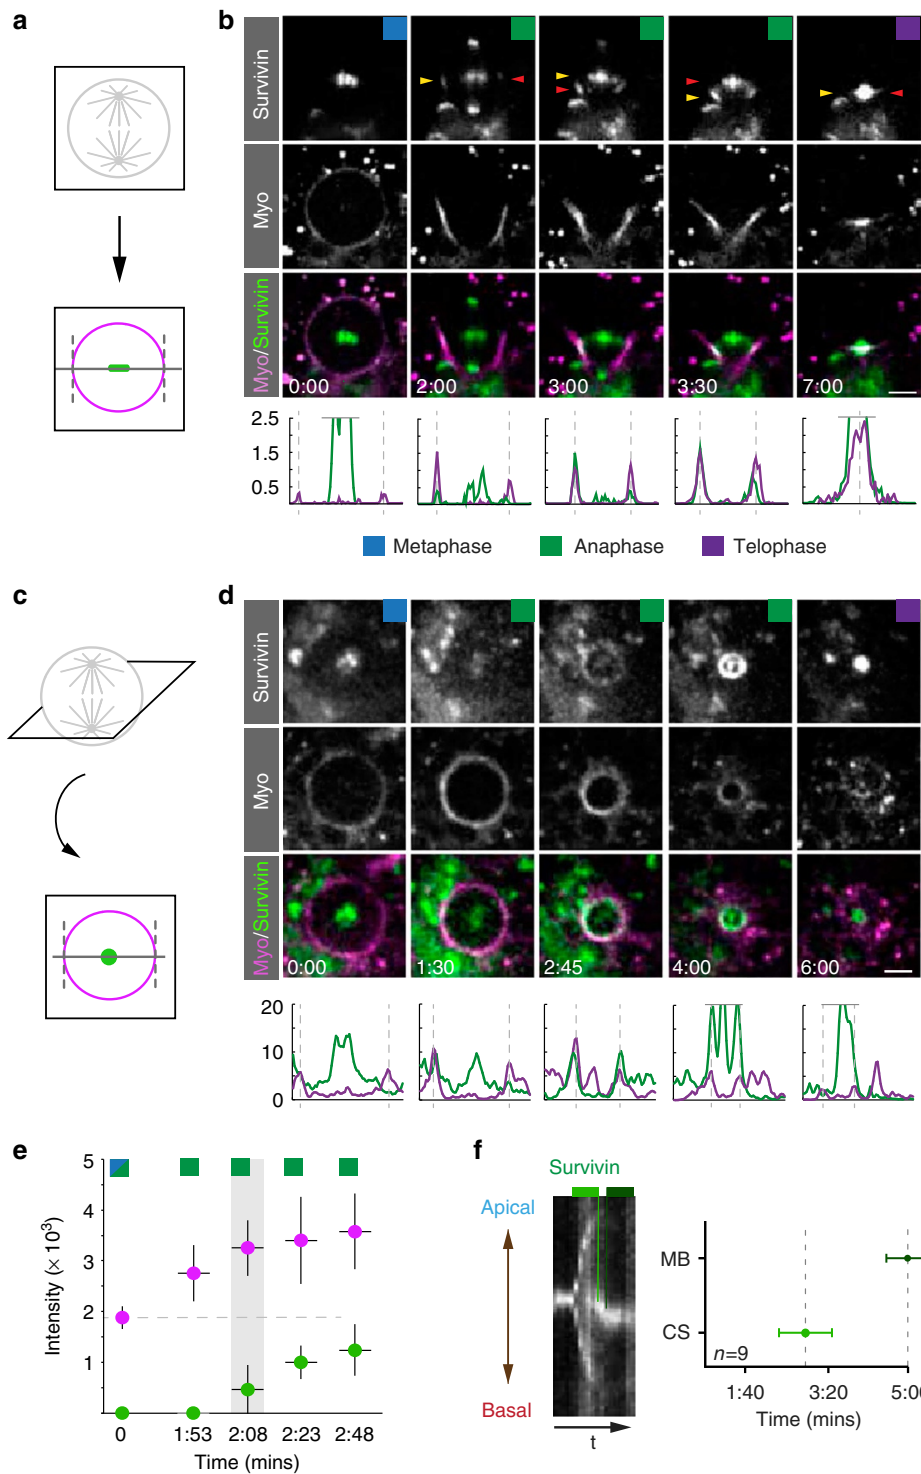 a
b
Survivin
Myo
Myo/Survivin
0:00
2:00
3:00
3:30
7:00
2.5
1.5
0.5
Metaphase
Anaphase
Telophase
c
d
Survivin
Myo
Myo/Survivin
0:00
1:30
2:45
4:00
6:00
20
10
0
e
5
4
3
2
1
Intensity (× 10³)
0
1:53
2:08
2:23
2:48
Time (mins)
f
Survivin
Apical
Basal
t
MB
CS
n=9
1:40
3:20
5:00
Time (mins)